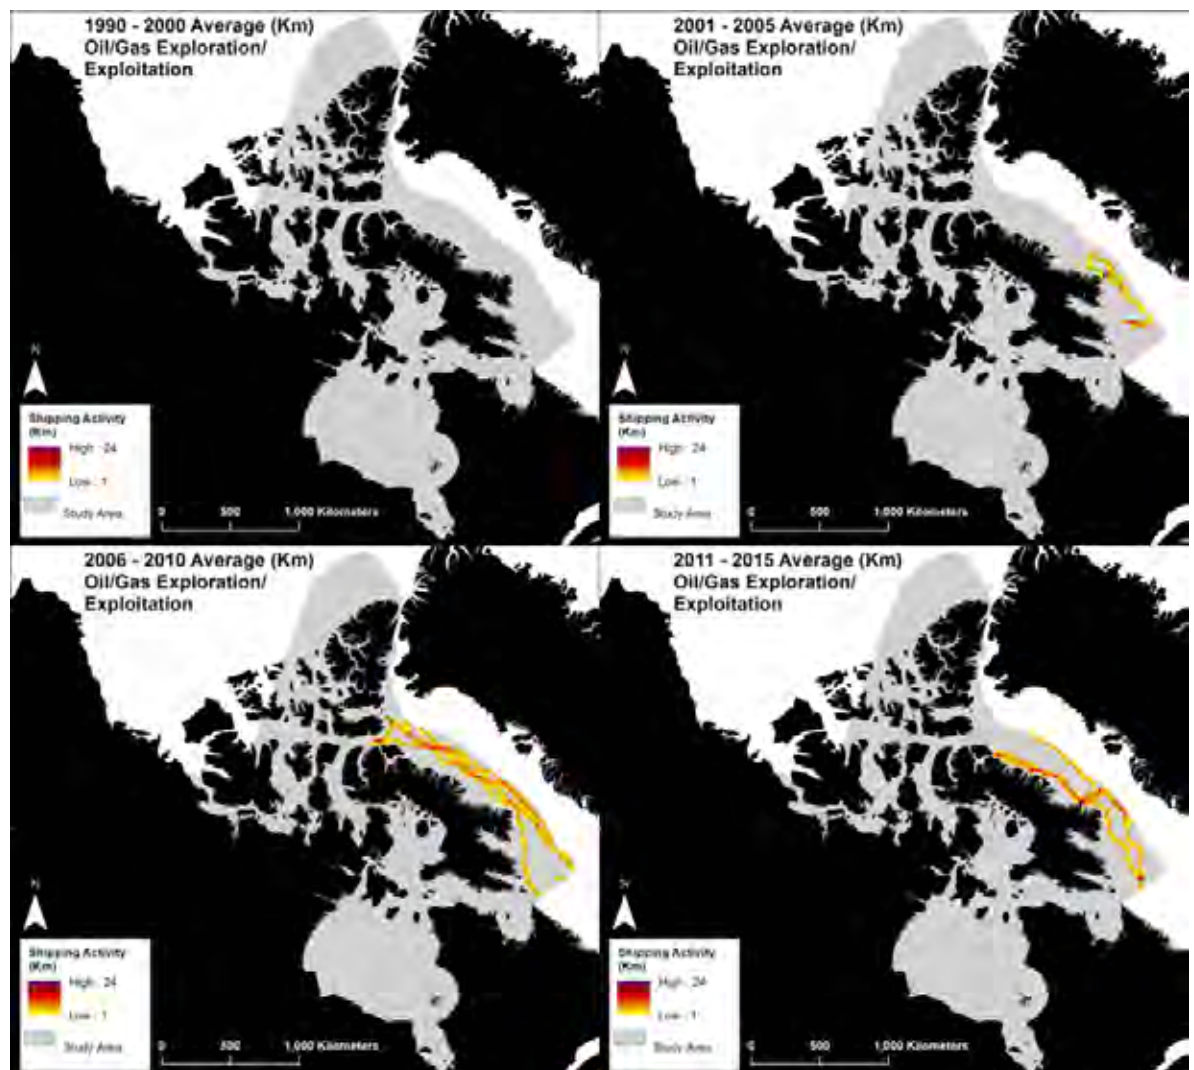 1990 - 2000 Average (Km)
Oil/Gas Exploration/
Exploitation
N
Shipping Activity
(Km)
High - 24
Low - 1
Study Area
0 500 1,000 Kilometers
2001 - 2005 Average (Km)
Oil/Gas Exploration/
Exploitation
N
Shipping Activity
(Km)
High - 24
Low - 1
Study Area
0 500 1,000 Kilometers
2006 - 2010 Average (Km)
Oil/Gas Exploration/
Exploitation
N
Shipping Activity
(Km)
High - 24
Low - 1
Study Area
0 500 1,000 Kilometers
2011 - 2015 Average (Km)
Oil/Gas Exploration/
Exploitation
N
Shipping Activity
(Km)
High - 24
Low - 1
Study Area
0 500 1,000 Kilometers